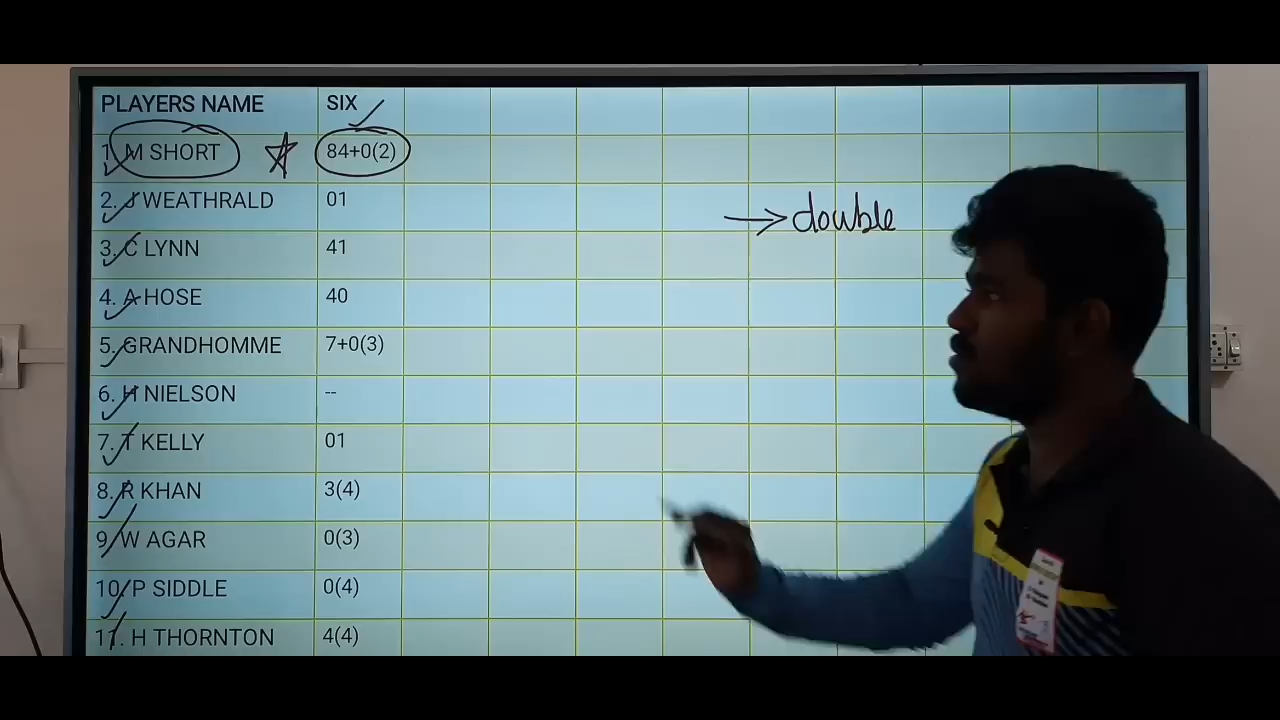 PLAYERS NAME SIX
1. M SHORT 84+0(2)
2. J WEATHRALD 01
double
3. C LYNN 41
4. A HOSE 40
5. GRANDHOMME 7+0(3)
6. H NIELSON --
7. T KELLY 01
8. R KHAN 3(4)
9. W AGAR 0(3)
10. P SIDDLE 0(4)
11. H THORNTON 4(4)